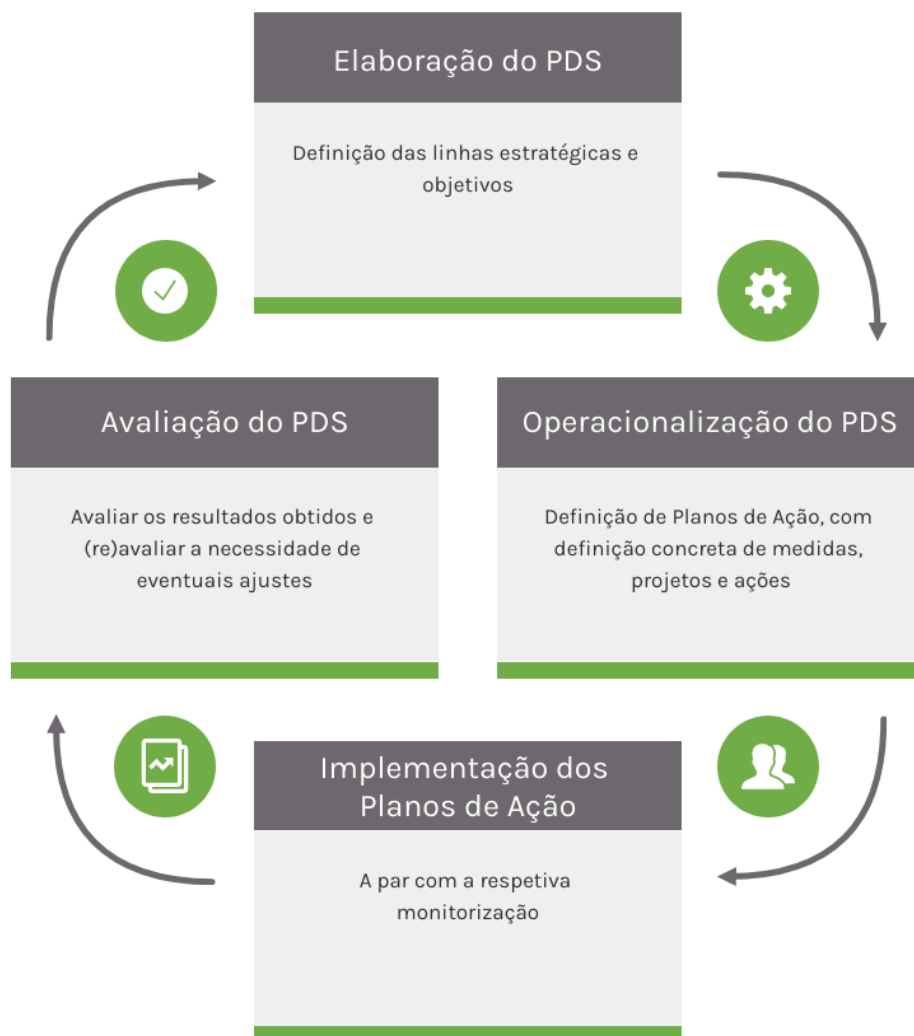 Elaboração do PDS
Definição das linhas estratégicas e
objetivos
Avaliação do PDS
Avaliar os resultados obtidos e
(re)avaliar a necessidade de
eventuais ajustes
Operacionalização do PDS
Definição de Planos de Ação, com
definição concreta de medidas,
projetos e ações
Implementação dos
Planos de Ação
A par com a respetiva
monitorização